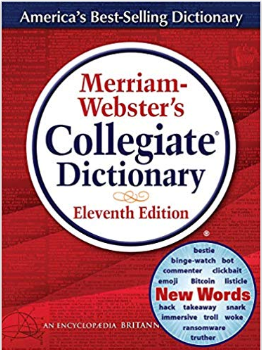 America's Best-Selling Dictionary
Merriam-
Webster's
Collegiate®
Dictionary
Eleventh Edition
®
bestie
binge-watch bot
commenter clickbait
emoji Bitcoin listicle
New Words
hack takeaway snark
immersive troll woke
ransomware
truther
AN ENCYCLOPÆDIA BRITANN